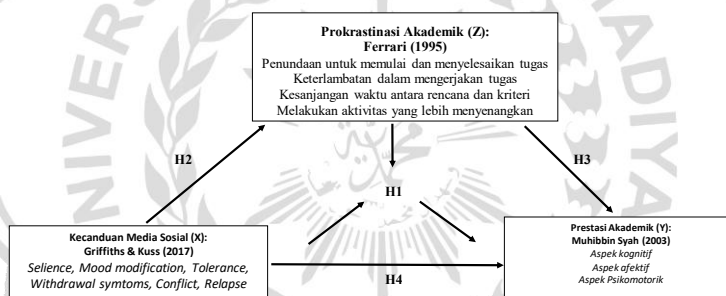 Prokrastinasi Akademik (Z):
Ferrari (1995)
Penundaan untuk memulai dan menyelesaikan tugas
Keterlambatan dalam mengerjakan tugas
Kesanjangan waktu antara rencana dan kriteri
Melakukan aktivitas yang lebih menyenangkan
H2
H3
H1
Kecanduan Media Sosial (X):
Griffiths & Kuss (2017)
Selience, Mood modification, Tolerance,
Withdrawal symtoms, Conflict, Relapse
H4
Prestasi Akademik (Y):
Muhibbin Syah (2003)
Aspek kognitif
Aspek afektif
Aspek Psikomotorik